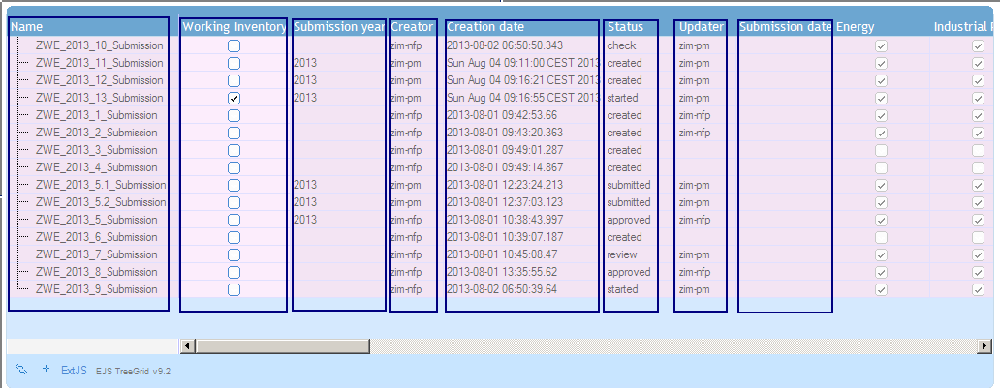 Name Working Inventory Submission year Creator Creation date Status Updater Submission date Energy Industrial P
ZWE_2013_10_Submission zim-nfp 2013-08-02 06:50:50.343 check zim-pm
ZWE_2013_11_Submission 2013 zim-pm Sun Aug 04 09:11:00 CEST 2013 created zim-pm
ZWE_2013_12_Submission 2013 zim-pm Sun Aug 04 09:16:21 CEST 2013 created zim-pm
ZWE_2013_13_Submission 2013 zim-pm Sun Aug 04 09:16:55 CEST 2013 started zim-pm
ZWE_2013_1_Submission zim-nfp 2013-08-01 09:42:53.66 created zim-nfp
ZWE_2013_2_Submission zim-nfp 2013-08-01 09:43:20.363 created zim-nfp
ZWE_2013_3_Submission zim-nfp 2013-08-01 09:49:01.287 created
ZWE_2013_4_Submission zim-nfp 2013-08-01 09:49:14.867 created
ZWE_2013_5.1_Submission 2013 zim-pm 2013-08-01 12:23:24.213 submitted zim-pm
ZWE_2013_5.2_Submission 2013 zim-pm 2013-08-01 12:37:03.123 submitted zim-pm
ZWE_2013_5_Submission 2013 zim-nfp 2013-08-01 10:38:43.997 approved zim-nfp
ZWE_2013_6_Submission zim-nfp 2013-08-01 10:39:07.187 created
ZWE_2013_7_Submission zim-nfp 2013-08-01 10:45:08.47 review zim-pm
ZWE_2013_8_Submission zim-nfp 2013-08-01 13:35:55.62 approved zim-nfp
ZWE_2013_9_Submission zim-nfp 2013-08-02 06:50:39.64 started zim-pm
ExtJS EJS TreeGrid v9.2